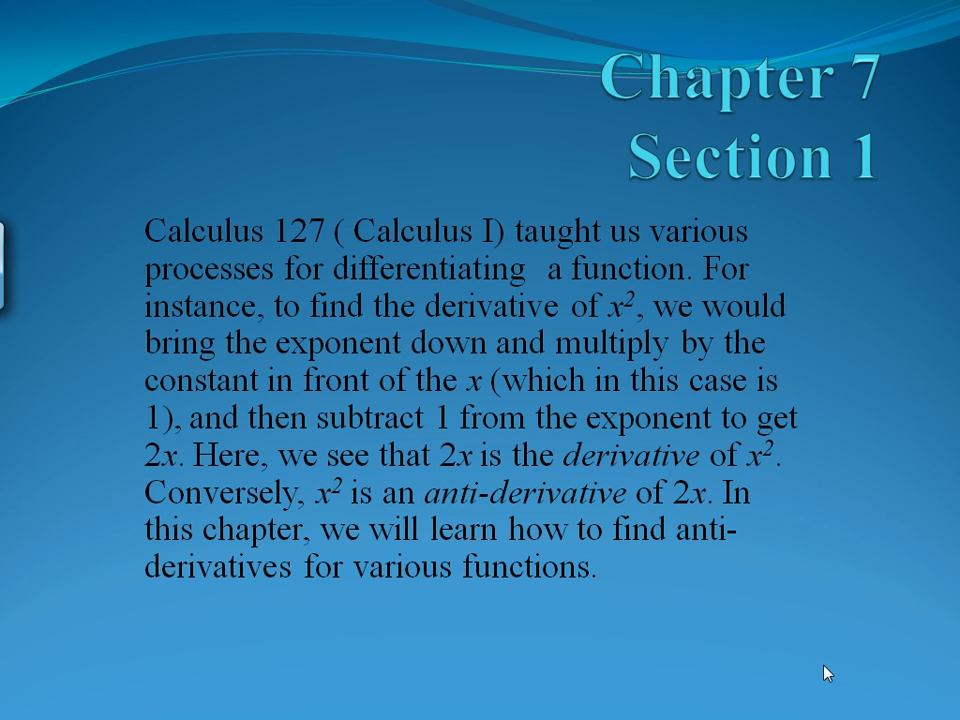 Chapter 7
Section 1
Calculus 127 ( Calculus I) taught us various
processes for differentiating  a function. For
instance, to find the derivative of x², we would
bring the exponent down and multiply by the
constant in front of the x (which in this case is
1), and then subtract 1 from the exponent to get
2x. Here, we see that 2x is the derivative of x².
Conversely, x² is an anti-derivative of 2x. In
this chapter, we will learn how to find anti-
derivatives for various functions.